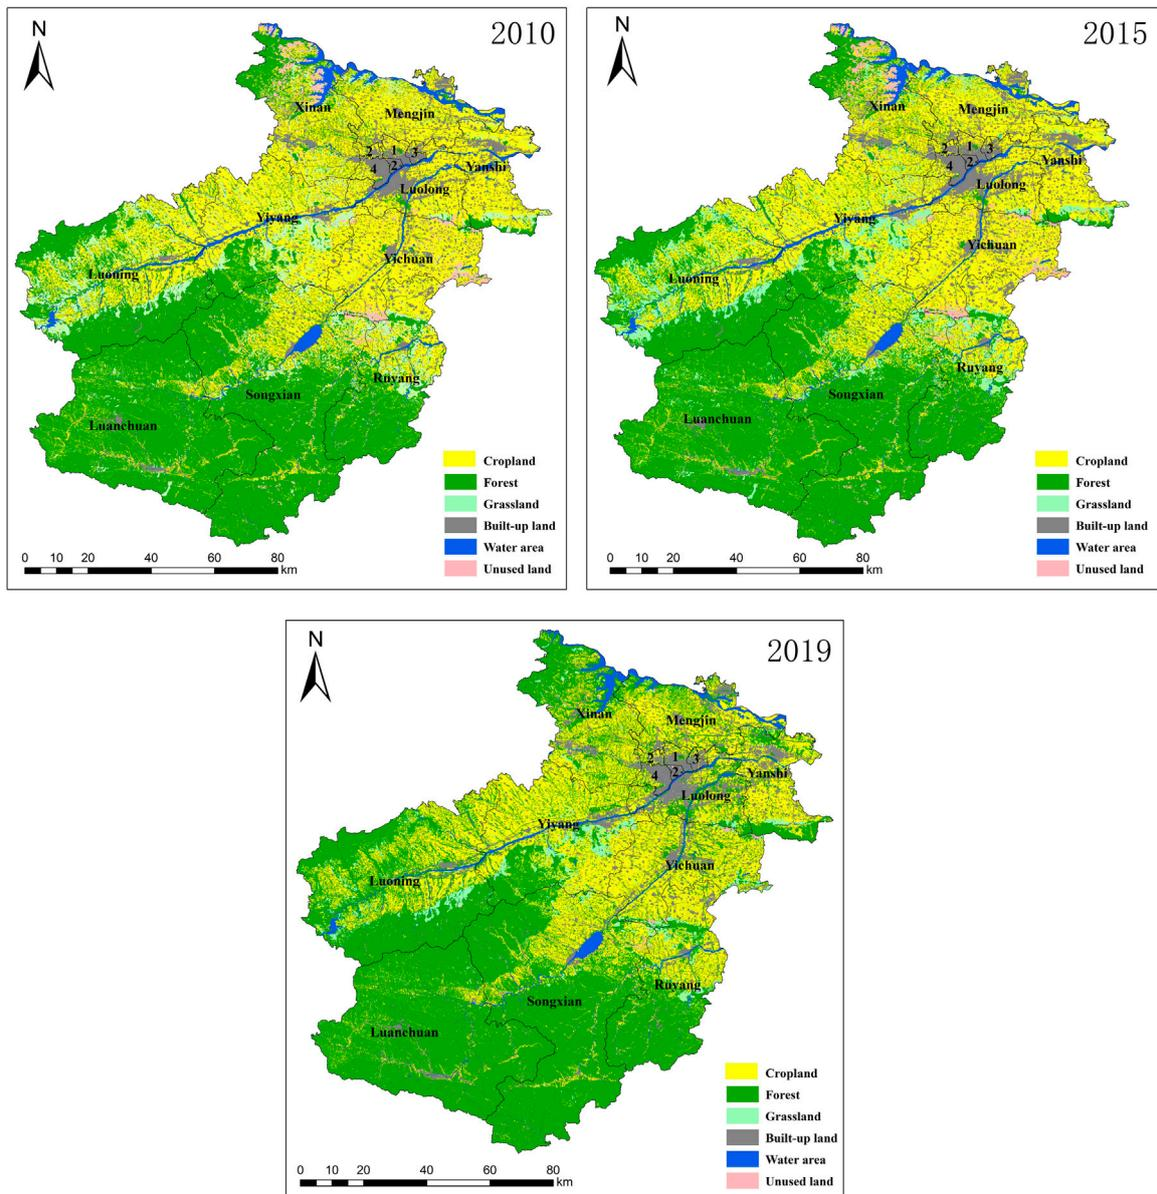 N
2010
Xinan
Mengjin
2 1 3
4 2
Yanshi
Luolong
Yiyang
Yichuan
Luoning
Ruyang
Songxian
Luanchuan
Cropland
Forest
Grassland
Built-up land
Water area
Unused land
0 10 20 40 60 80
km
N
2015
Xinan
Mengjin
2 1 3
4 2
Yanshi
Luolong
Yiyang
Yichuan
Luoning
Ruyang
Songxian
Luanchuan
Cropland
Forest
Grassland
Built-up land
Water area
Unused land
0 10 20 40 60 80
km
N
2019
Xinan
Mengjin
2 1 3
4 2
Yanshi
Luolong
Yiyang
Yichuan
Luoning
Ruyang
Songxian
Luanchuan
Cropland
Forest
Grassland
Built-up land
Water area
Unused land
0 10 20 40 60 80
km